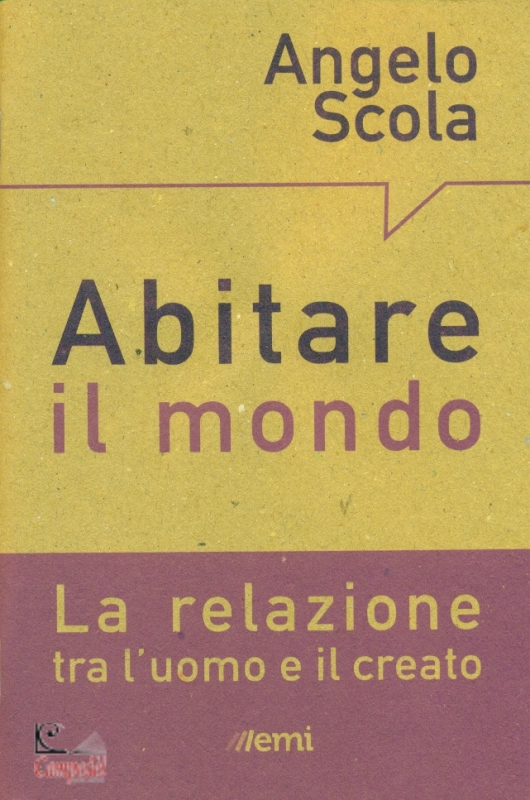 Angelo
Scola
Abitare
il mondo
La relazione
tra l'uomo e il creato
emi